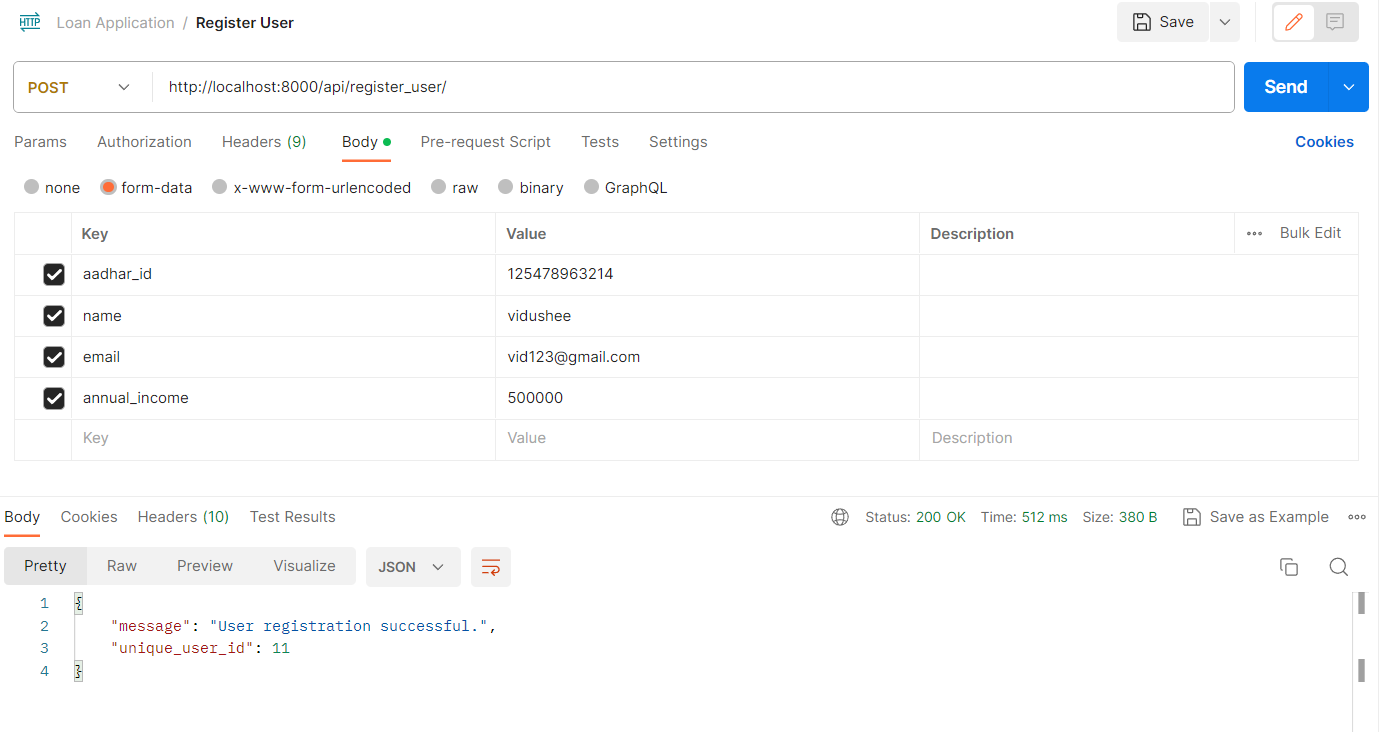 HTTP Loan Application / Register User Save
POST http://localhost:8000/api/register_user/ Send
Params Authorization Headers (9) Body Pre-request Script Tests Settings Cookies
none form-data x-www-form-urlencoded raw binary GraphQL
Key Value Description Bulk Edit
aadhar_id 125478963214
name vidushee
email vid123@gmail.com
annual_income 500000
Key Value Description
Body Cookies Headers (10) Test Results Status: 200 OK Time: 512 ms Size: 380 B Save as Example
Pretty Raw Preview Visualize JSON
1 {
2 "message": "User registration successful.",
3 "unique_user_id": 11
4 }